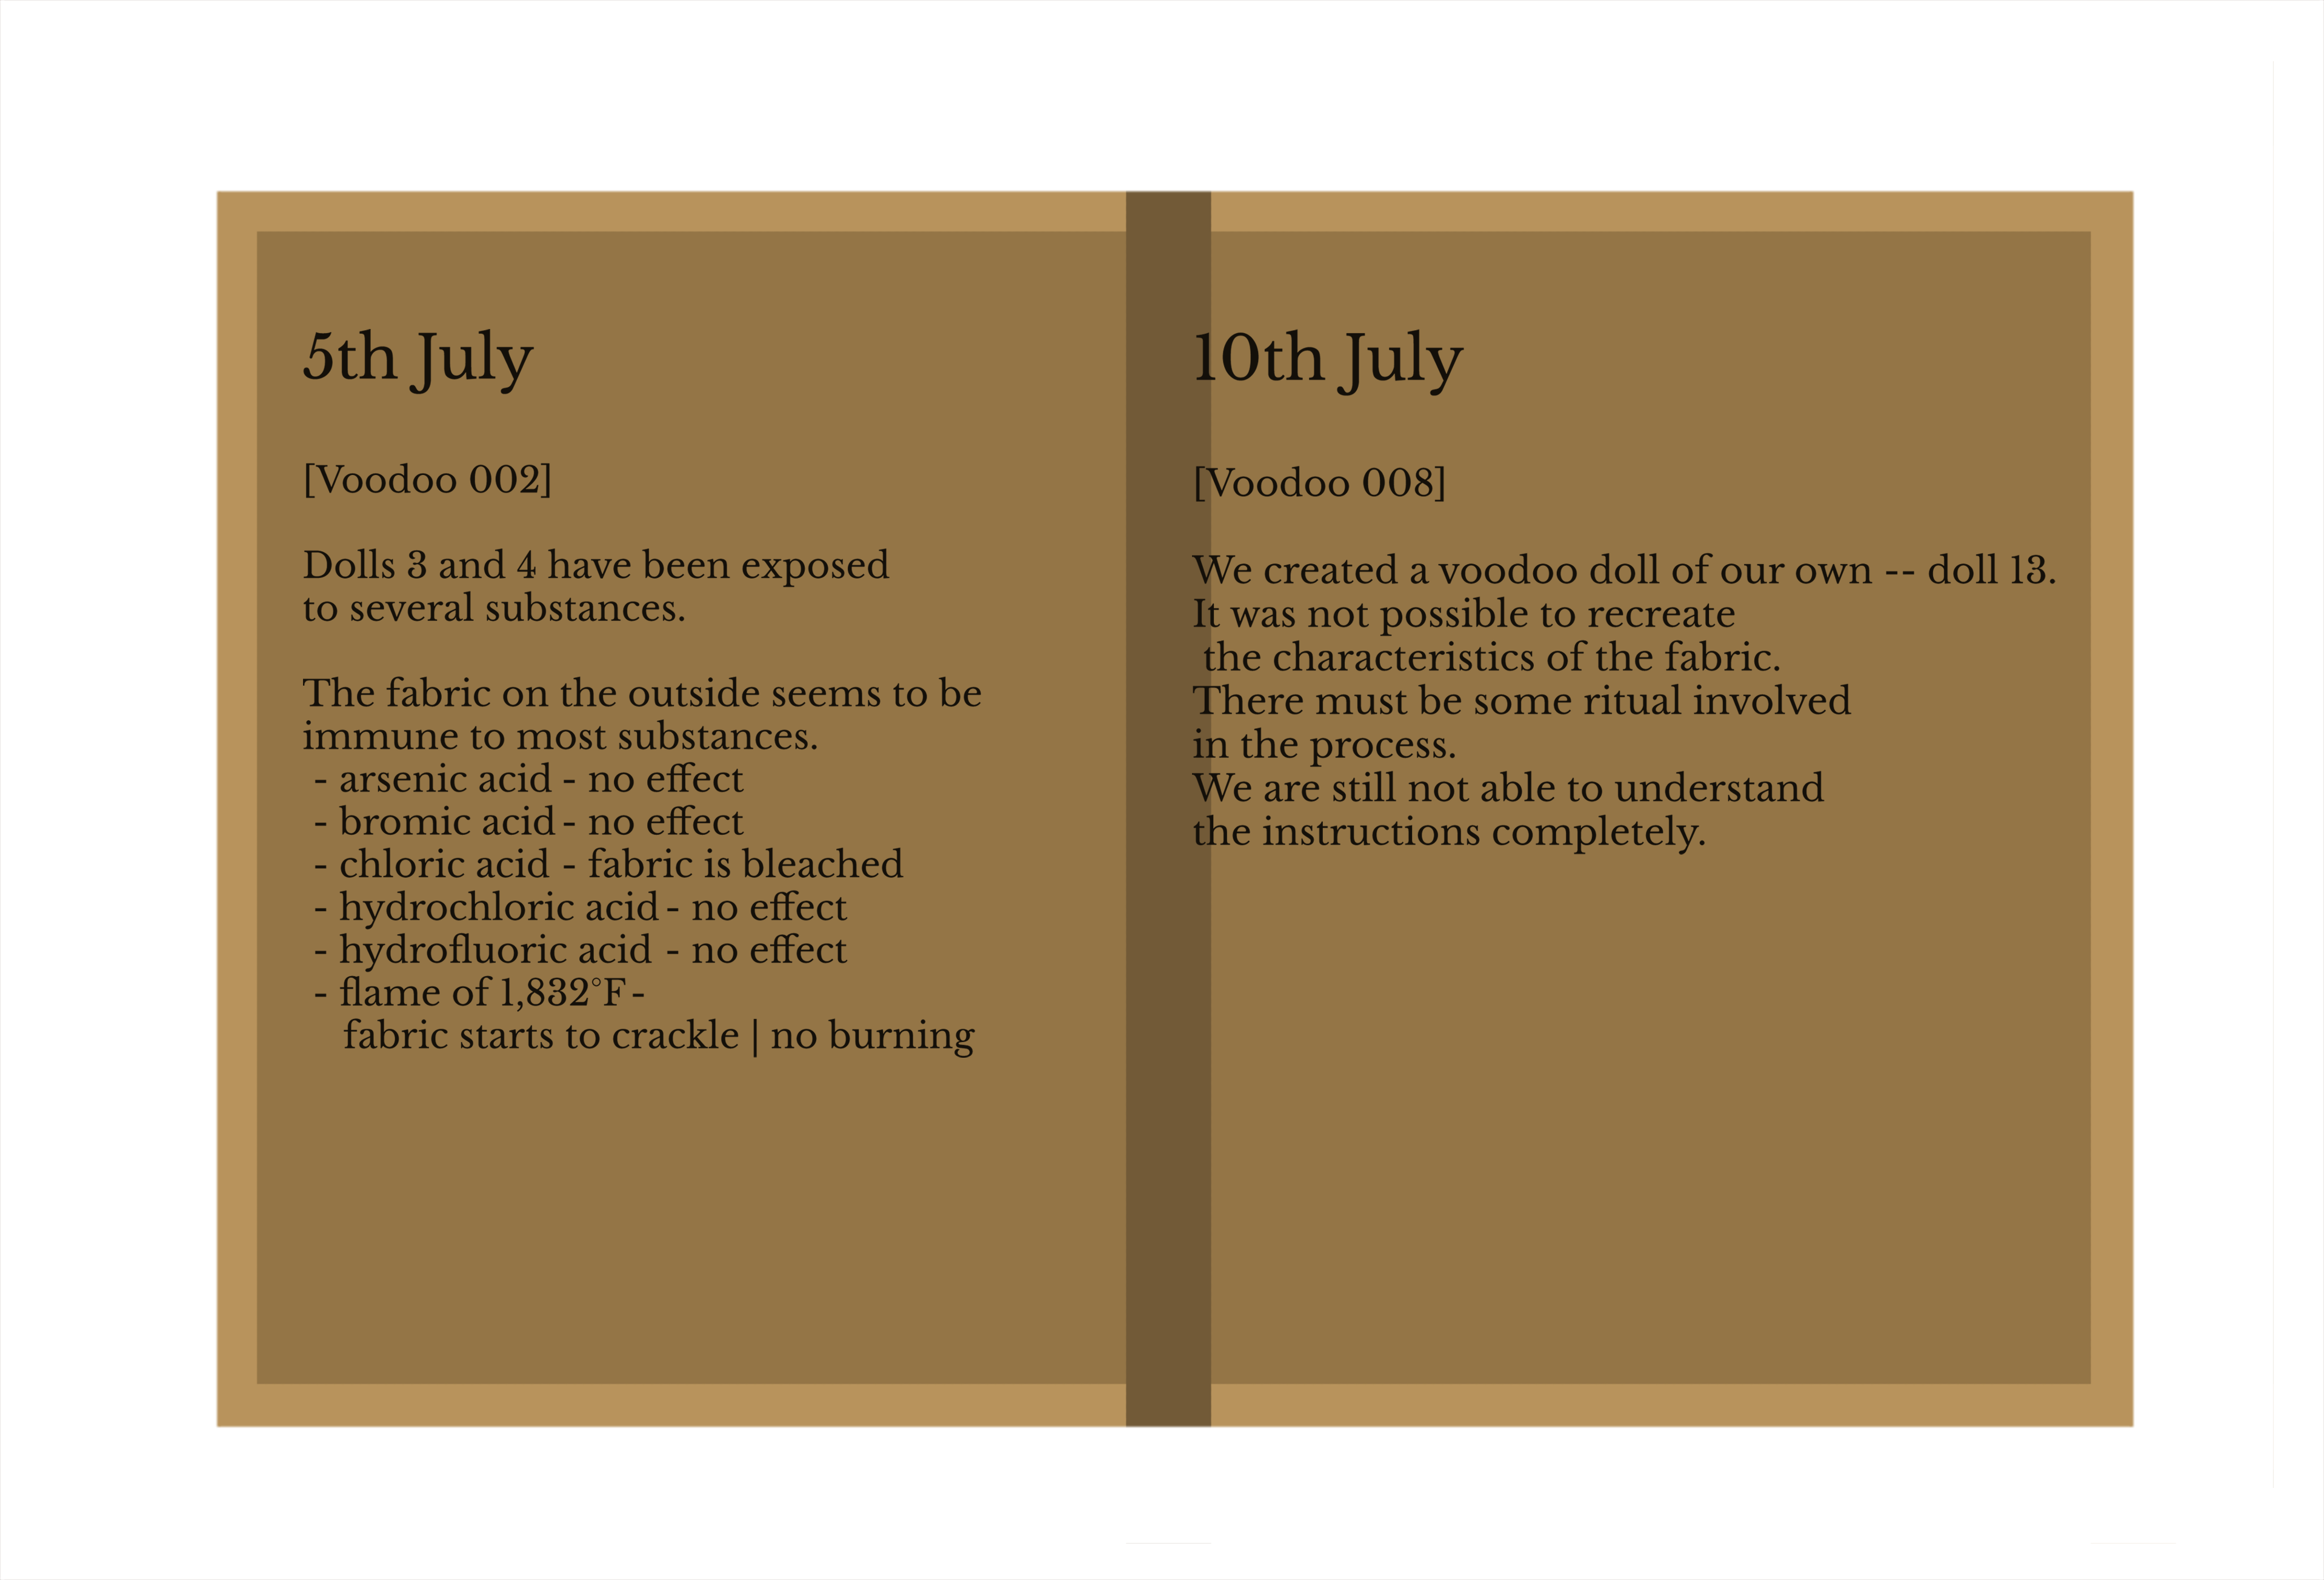 5th July
[Voodoo 002]
Dolls 3 and 4 have been exposed
to several substances.
The fabric on the outside seems to be
immune to most substances.
- arsenic acid - no effect
- bromic acid - no effect
- chloric acid - fabric is bleached
- hydrochloric acid - no effect
- hydrofluoric acid - no effect
- flame of 1,832°F -
fabric starts to crackle | no burning
10th July
[Voodoo 008]
We created a voodoo doll of our own -- doll 13.
It was not possible to recreate
the characteristics of the fabric.
There must be some ritual involved
in the process.
We are still not able to understand
the instructions completely.